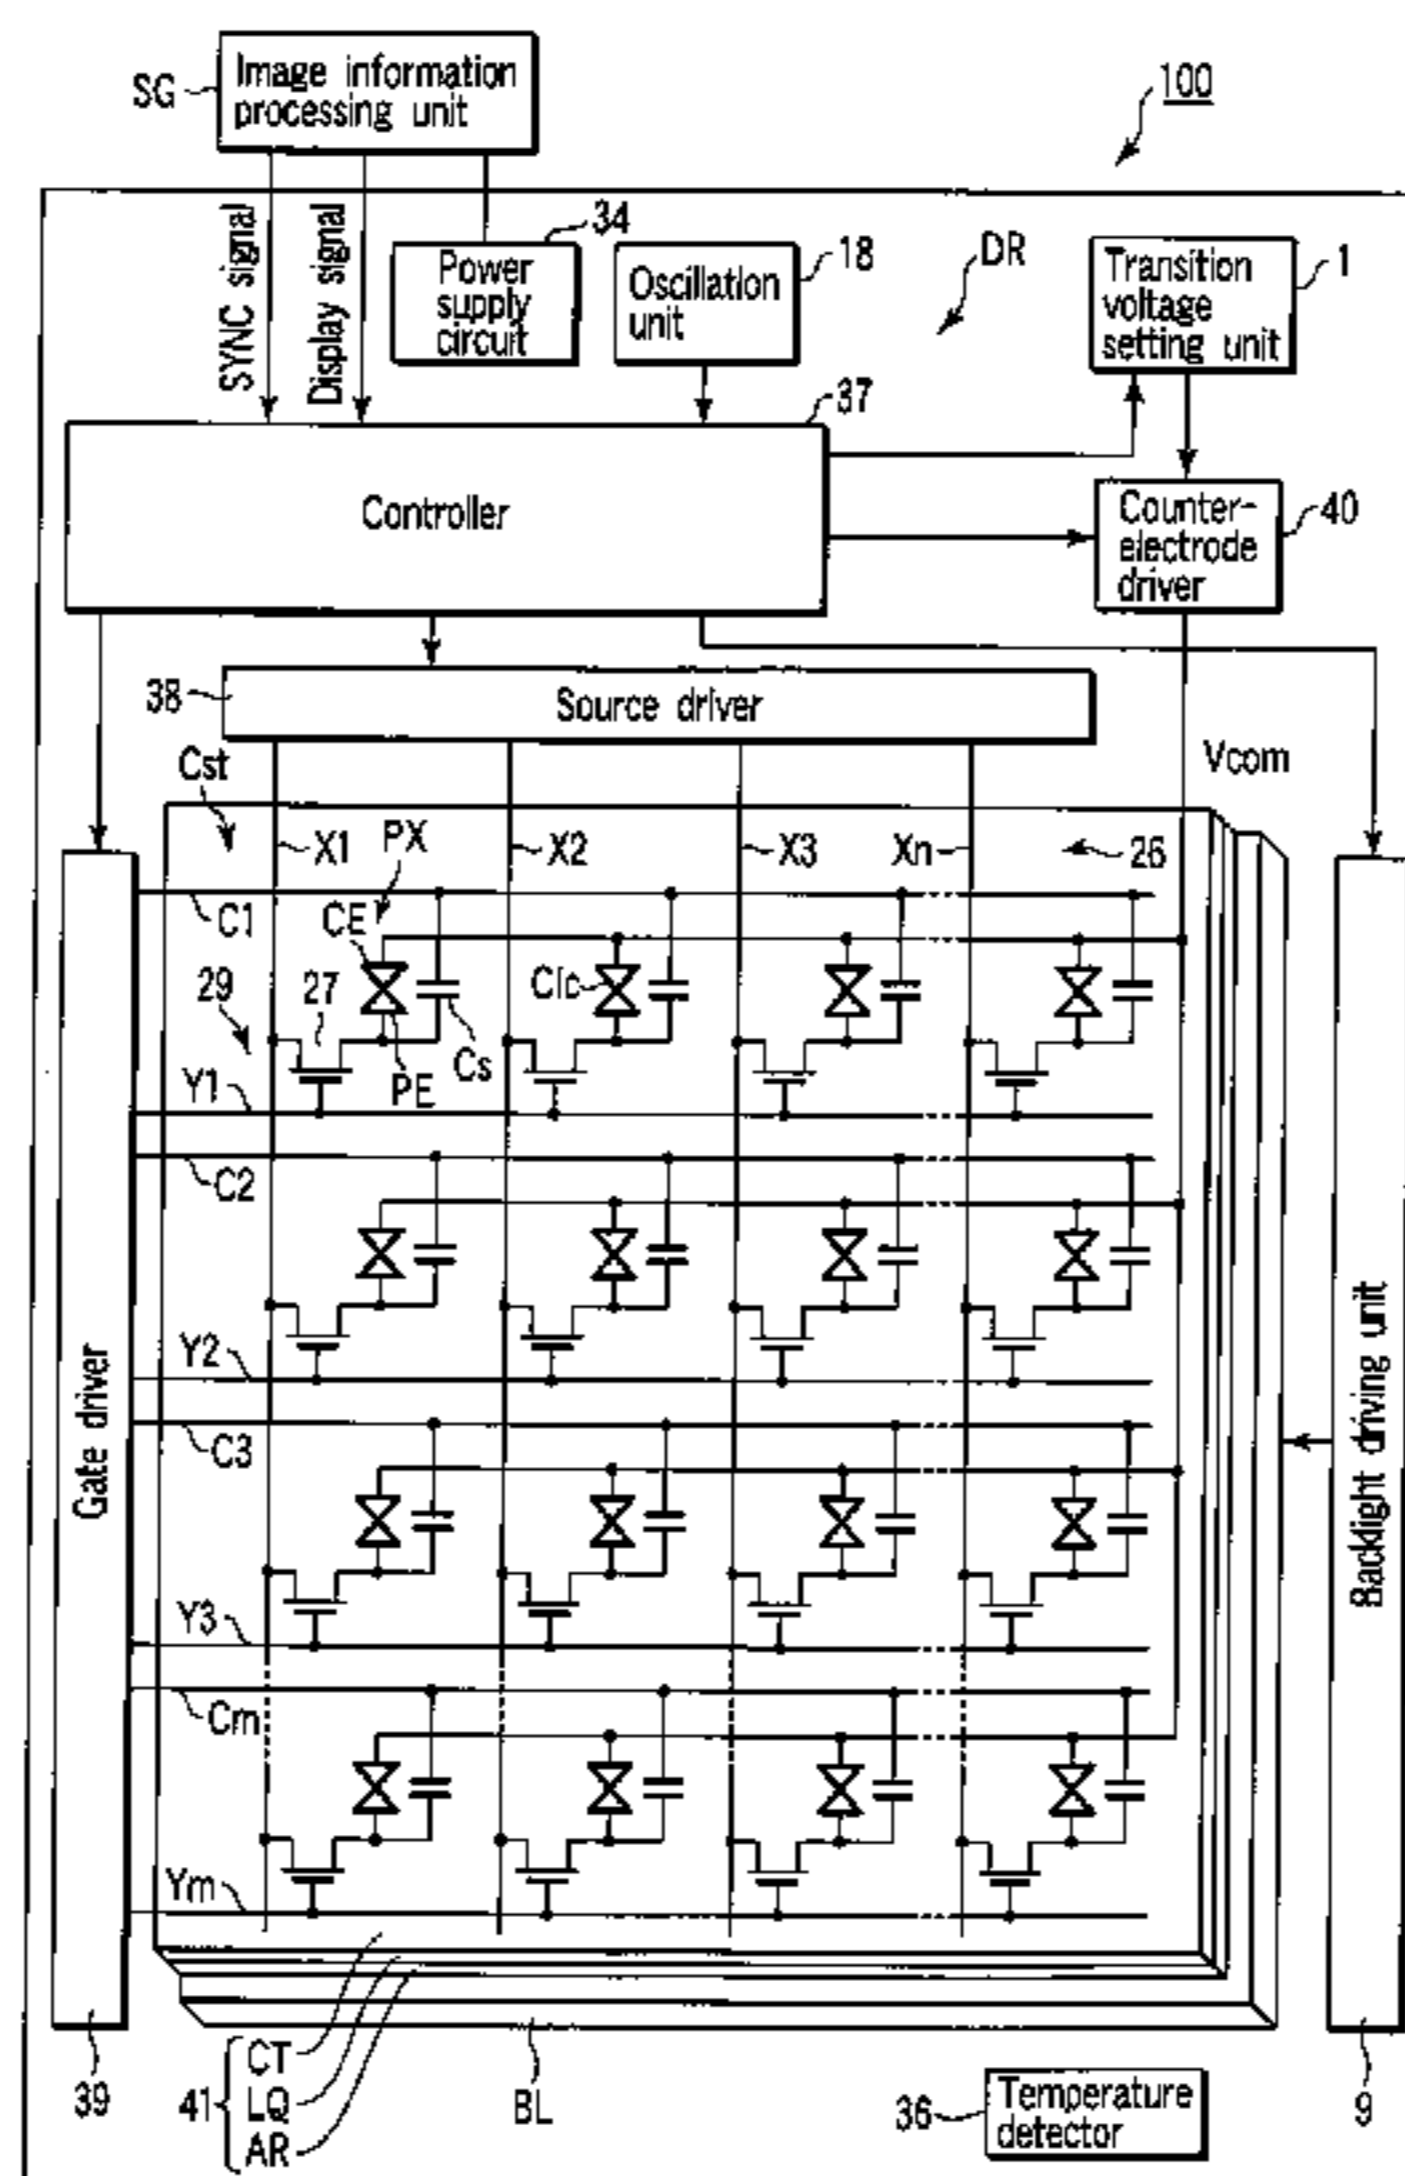 SG
Image information
processing unit
100
SYNC signal
Display signal
34
Power
supply
circuit
18
Oscillation
unit
DR
1
Transition
voltage
setting unit
37
Controller
40
Counter-
electrode
driver
38
Source driver
Vcom
Cst
X1
PX
X2
X3
Xn
26
C1
CE
29
27
Clc
Cs
PE
Y1
C2
Y2
C3
Y3
Cm
Ym
Gate driver
Backlight driving unit
39
41
CT
LQ
AR
BL
36
Temperature
detector
9